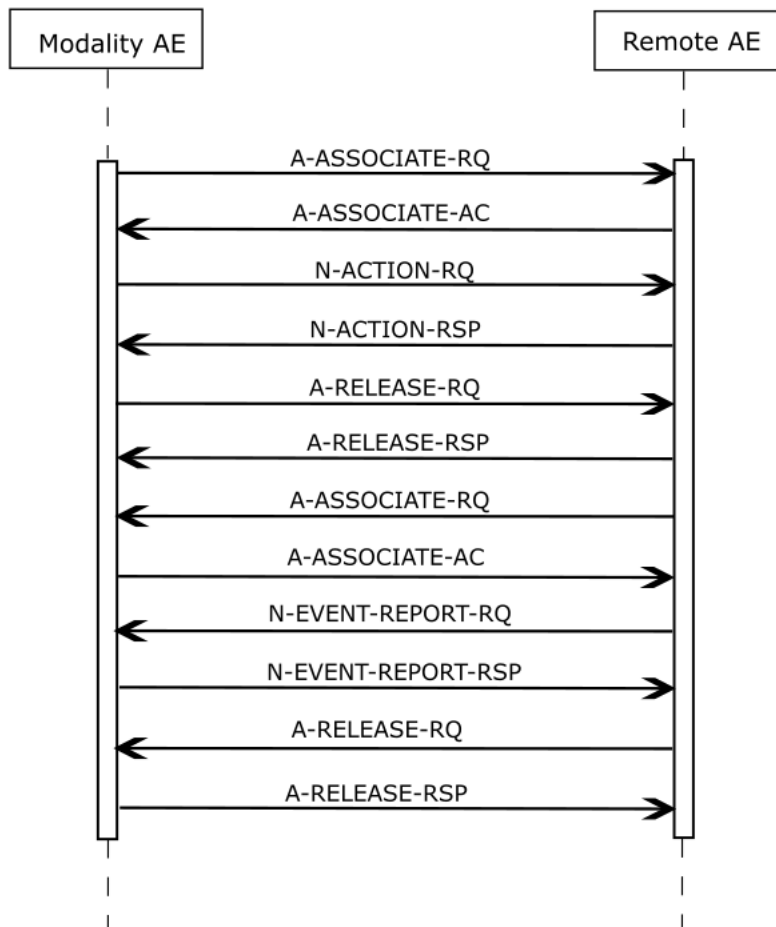 Modality AE
Remote AE
A-ASSOCIATE-RQ
A-ASSOCIATE-AC
N-ACTION-RQ
N-ACTION-RSP
A-RELEASE-RQ
A-RELEASE-RSP
A-ASSOCIATE-RQ
A-ASSOCIATE-AC
N-EVENT-REPORT-RQ
N-EVENT-REPORT-RSP
A-RELEASE-RQ
A-RELEASE-RSP